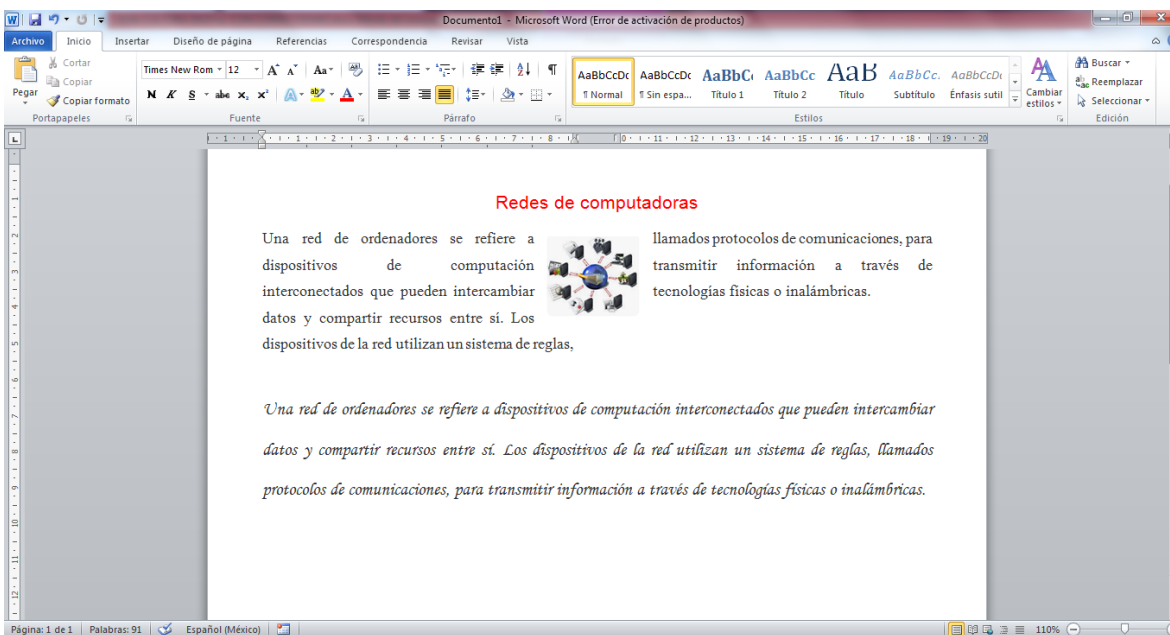 Documento1 - Microsoft Word (Error de activación de productos)
Archivo Inicio Insertar Diseño de página Referencias Correspondencia Revisar Vista
Pegar
Cortar
Copiar
Copiar formato
Portapapeles
Times New Rom 12
N K S abc x, x²
Fuente
Párrafo
AaBbCcDc AaBbCcDc AaBbC AaBbCc AaB AaBbCc. AaBbCcDc
¶ Normal ¶ Sin espa... Título 1 Título 2 Título Subtítulo Énfasis sutil
Cambiar
estilos
Estilos
Buscar
Reemplazar
Seleccionar
Edición
Redes de computadoras
Una red de ordenadores se refiere a
dispositivos de computación
interconectados que pueden intercambiar
datos y compartir recursos entre sí. Los
dispositivos de la red utilizan un sistema de reglas,
llamados protocolos de comunicaciones, para
transmitir información a través de
tecnologías físicas o inalámbricas.
Una red de ordenadores se refiere a dispositivos de computación interconectados que pueden intercambiar
datos y compartir recursos entre sí. Los dispositivos de la red utilizan un sistema de reglas, llamados
protocolos de comunicaciones, para transmitir información a través de tecnologías físicas o inalámbricas.
Página: 1 de 1 Palabras: 91 Español (México) 110%